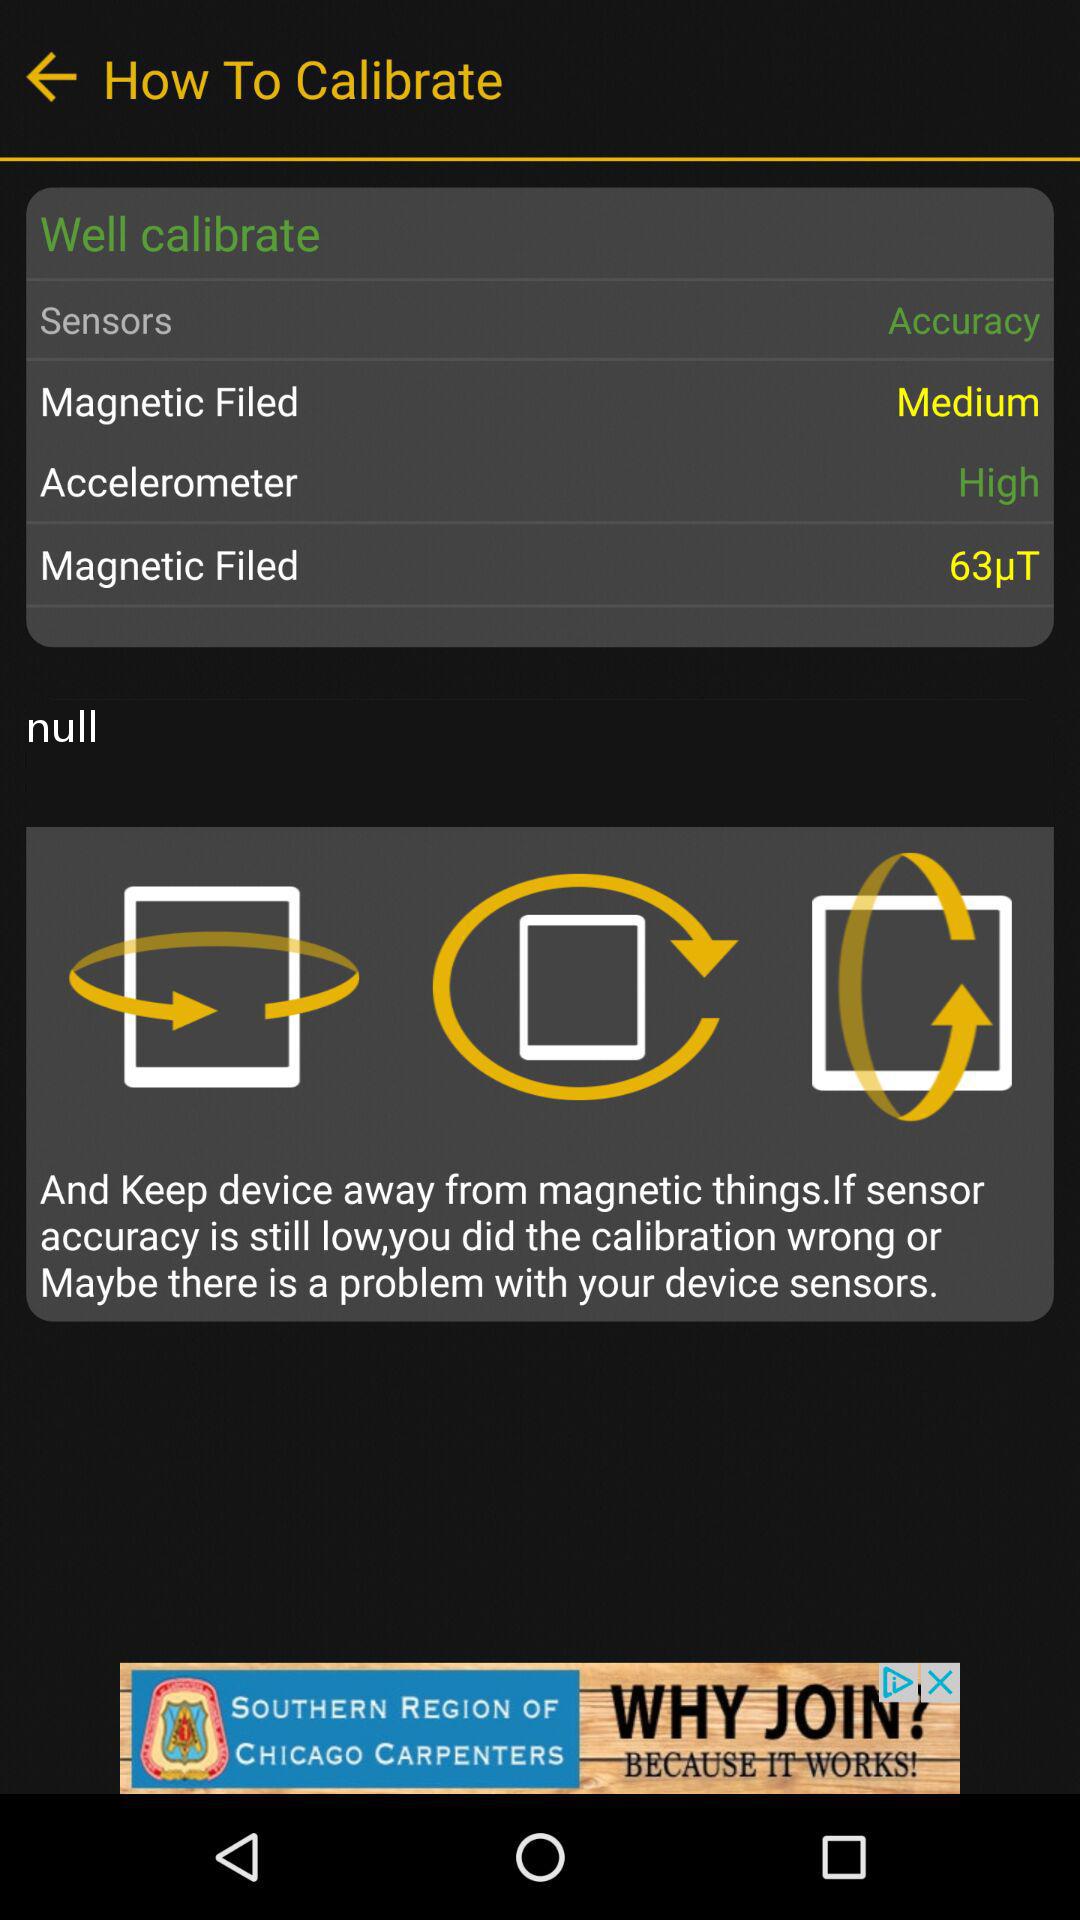 How To Calibrate
Well calibrate
Sensors Accuracy
Magnetic Filed Medium
Accelerometer High
Magnetic Filed 63µT
null
And Keep device away from magnetic things.If sensor
accuracy is still low,you did the calibration wrong or
Maybe there is a problem with your device sensors.
SOUTHERN REGION OF
CHICAGO CARPENTERS
WHY JOIN?
BECAUSE IT WORKS!